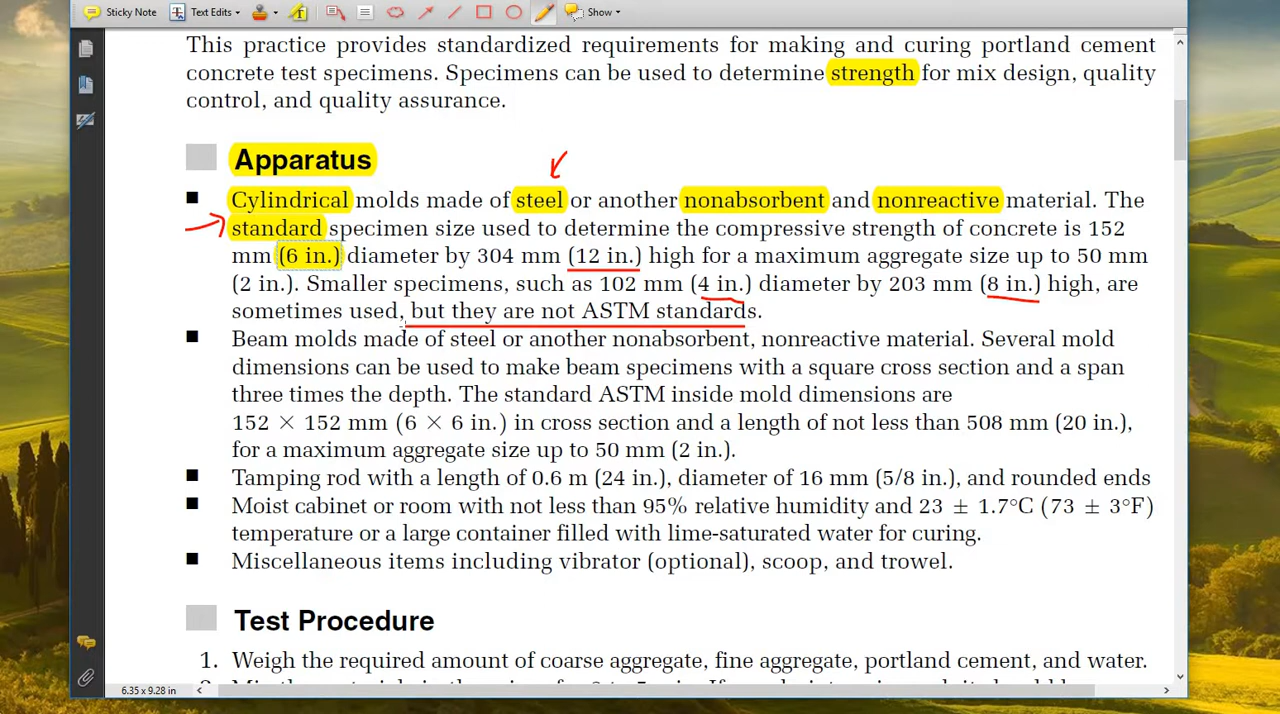 Sticky Note Text Edits T Show
This practice provides standardized requirements for making and curing portland cement
concrete test specimens. Specimens can be used to determine strength for mix design, quality
control, and quality assurance.
Apparatus
■ Cylindrical molds made of steel or another nonabsorbent and nonreactive material. The
standard specimen size used to determine the compressive strength of concrete is 152
mm (6 in.) diameter by 304 mm (12 in.) high for a maximum aggregate size up to 50 mm
(2 in.). Smaller specimens, such as 102 mm (4 in.) diameter by 203 mm (8 in.) high, are
sometimes used, but they are not ASTM standards.
■ Beam molds made of steel or another nonabsorbent, nonreactive material. Several mold
dimensions can be used to make beam specimens with a square cross section and a span
three times the depth. The standard ASTM inside mold dimensions are
152 × 152 mm (6 × 6 in.) in cross section and a length of not less than 508 mm (20 in.),
for a maximum aggregate size up to 50 mm (2 in.).
■ Tamping rod with a length of 0.6 m (24 in.), diameter of 16 mm (5/8 in.), and rounded ends
■ Moist cabinet or room with not less than 95% relative humidity and 23 ± 1.7°C (73 ± 3°F)
temperature or a large container filled with lime-saturated water for curing.
■ Miscellaneous items including vibrator (optional), scoop, and trowel.
Test Procedure
1. Weigh the required amount of coarse aggregate, fine aggregate, portland cement, and water.
6.35 x 9.28 in